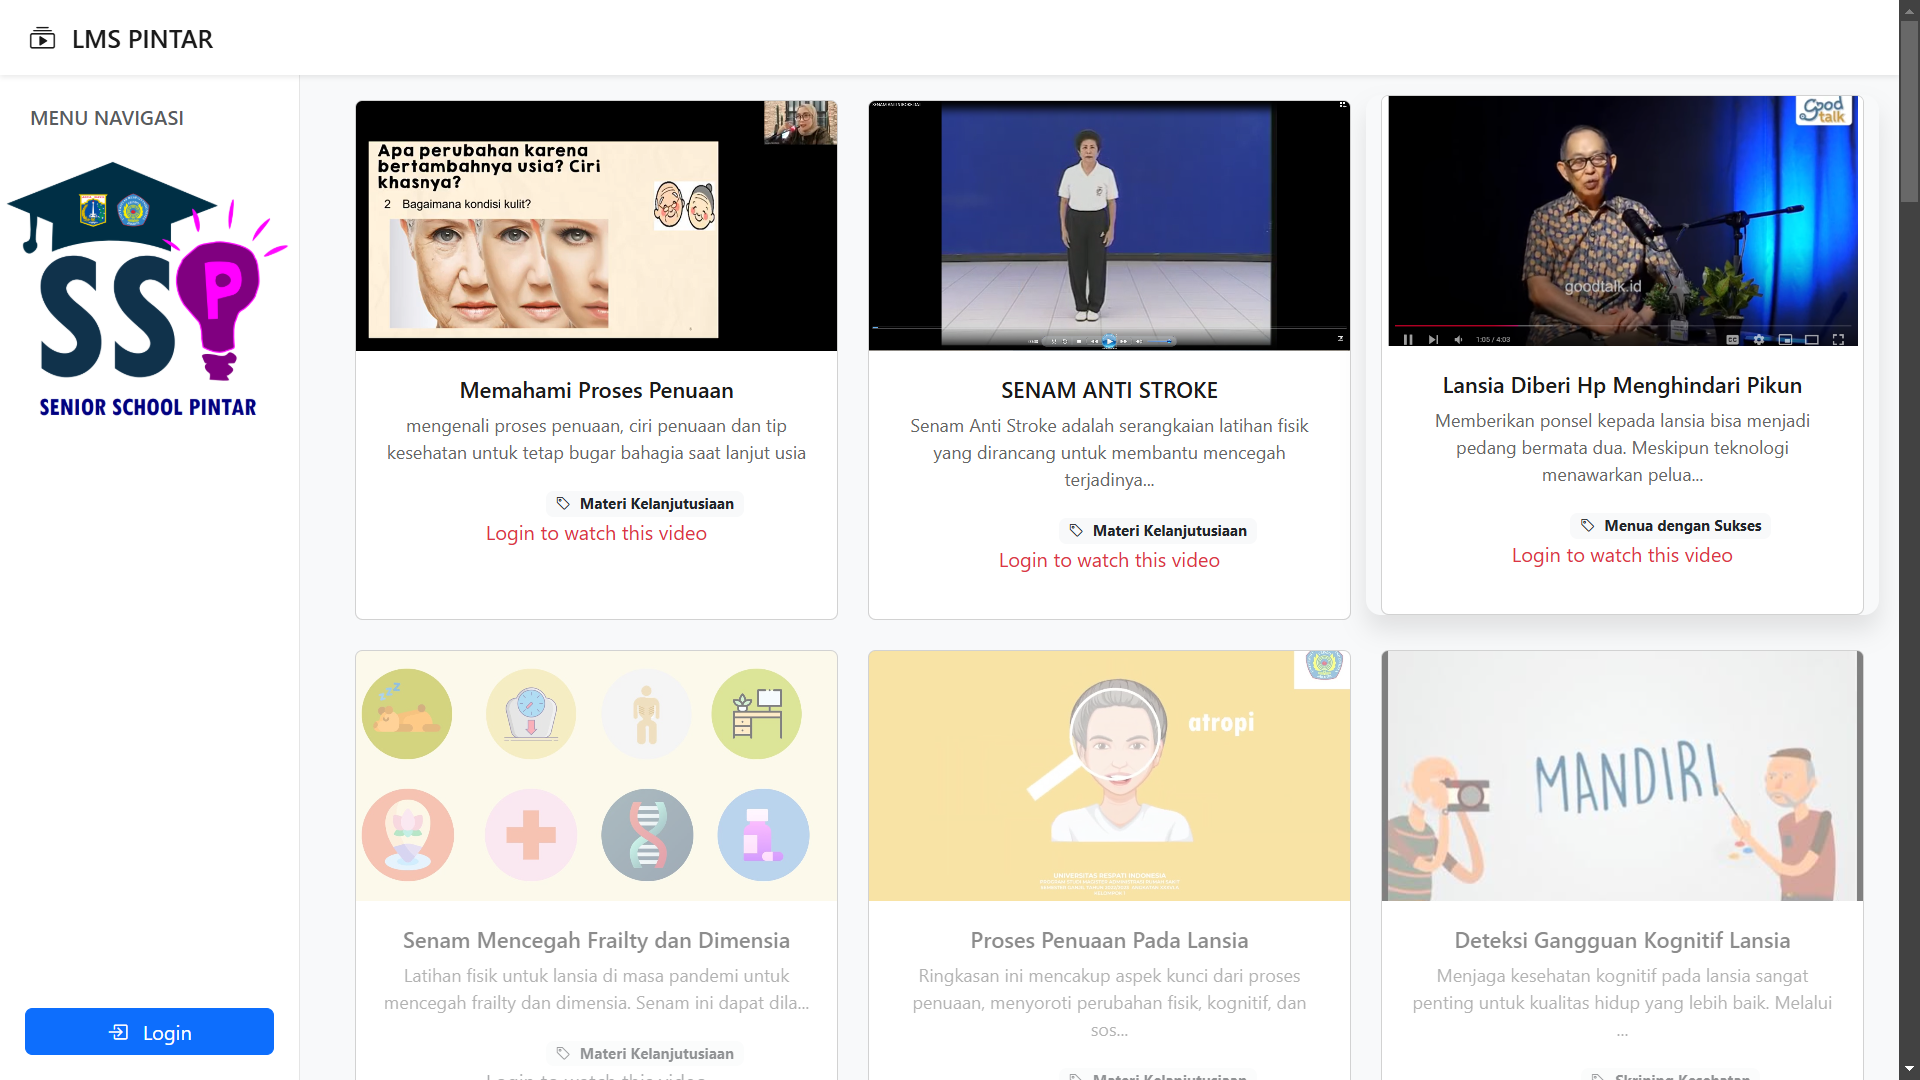 LMS PINTAR
MENU NAVIGASI
SSP
SENIOR SCHOOL PINTAR
Login
Apa perubahan karena
bertambahnya usia? Ciri
khasnya?
2 Bagaimana kondisi kulit?
Memahami Proses Penuaan
mengenali proses penuaan, ciri penuaan dan tip
kesehatan untuk tetap bugar bahagia saat lanjut usia
Materi Kelanjutusiaan
Login to watch this video
SENAM ANTI STROKE
Senam Anti Stroke adalah serangkaian latihan fisik
yang dirancang untuk membantu mencegah
terjadinya...
Materi Kelanjutusiaan
Login to watch this video
Good
talk
goodtalk.id
1:05 / 4:03
Lansia Diberi Hp Menghindari Pikun
Memberikan ponsel kepada lansia bisa menjadi
pedang bermata dua. Meskipun teknologi
menawarkan pelua...
Menua dengan Sukses
Login to watch this video
Senam Mencegah Frailty dan Dimensia
Latihan fisik untuk lansia di masa pandemi untuk
mencegah frailty dan dimensia. Senam ini dapat dila...
Materi Kelanjutusiaan
Login to watch this video
atropi
UNIVERSITAS RESPATI INDONESIA
Proses Penuaan Pada Lansia
Ringkasan ini mencakup aspek kunci dari proses
penuaan, menyoroti perubahan fisik, kognitif, dan
sos...
Materi Kelanjutusiaan
MANDIRI
Deteksi Gangguan Kognitif Lansia
Menjaga kesehatan kognitif pada lansia sangat
penting untuk kualitas hidup yang lebih baik. Melalui
...
Skrining Kesehatan